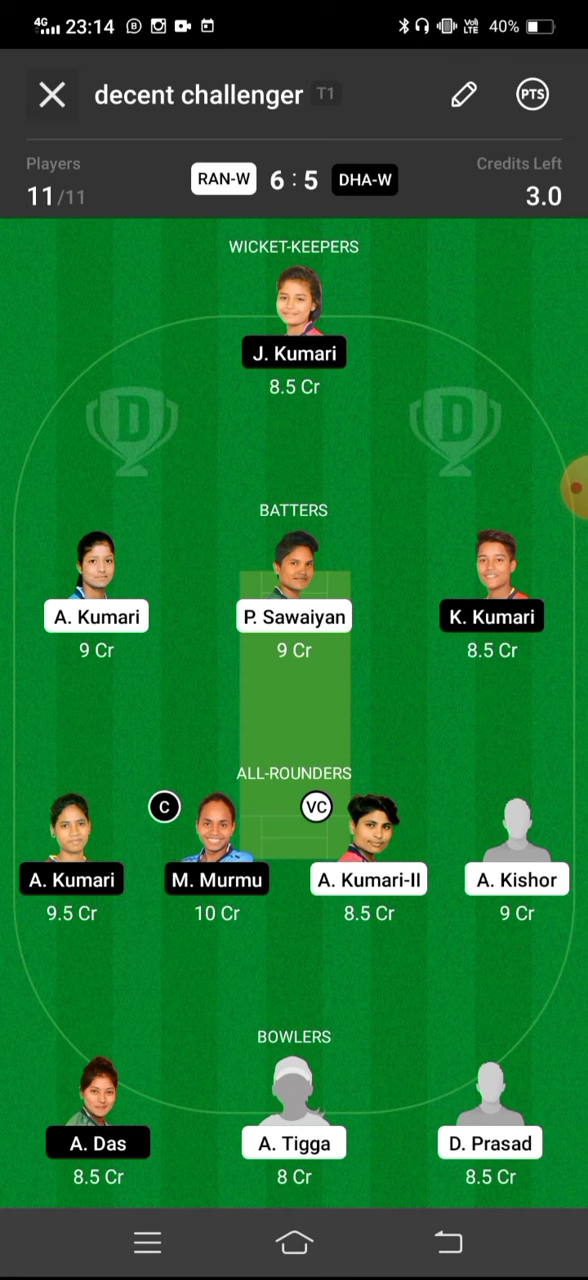 4G 23:14 40%
Vol) LTE
decent challenger T1 PTS
Players Credits Left
11/11 RAN-W 6 : 5 DHA-W 3.0
WICKET-KEEPERS
J. Kumari
8.5 Cr
D D
BATTERS
A. Kumari P. Sawaiyan K. Kumari
9 Cr 9 Cr 8.5 Cr
ALL-ROUNDERS
C VC
A. Kumari M. Murmu A. Kumari-II A. Kishor
9.5 Cr 10 Cr 8.5 Cr 9 Cr
BOWLERS
A. Das A. Tigga D. Prasad
8.5 Cr 8 Cr 8.5 Cr